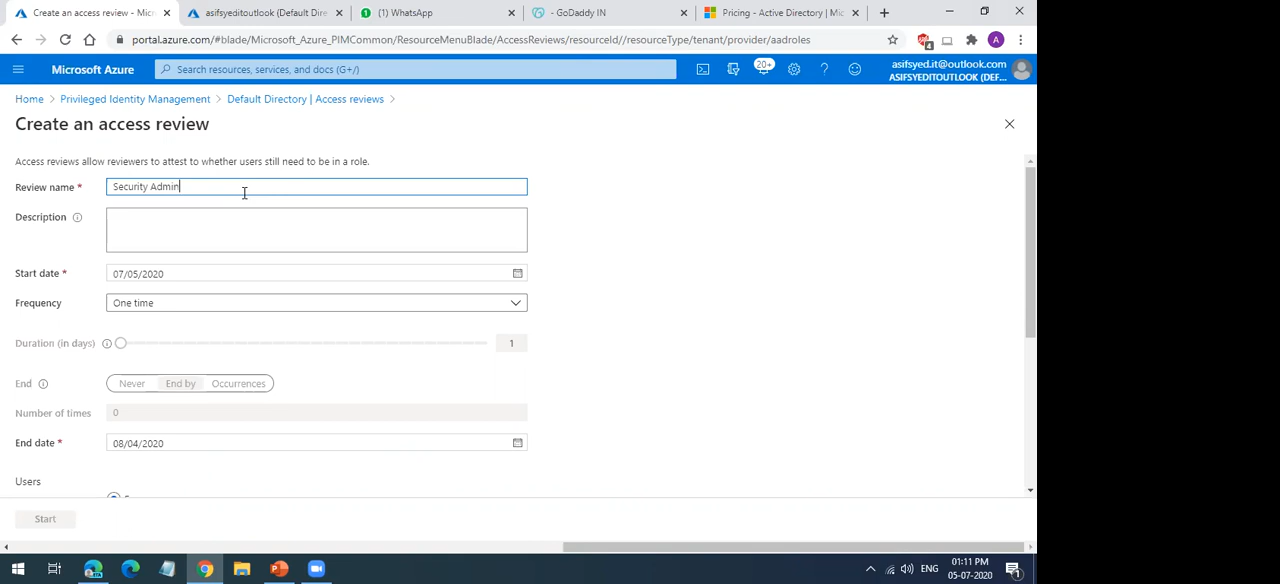 Create an access review - Micr
asifsyeditoutlook (Default Dire
(1) WhatsApp
- GoDaddy IN
Pricing - Active Directory | Mic
portal.azure.com/#blade/Microsoft_Azure_PIMCommon/ResourceMenuBlade/AccessReviews/resourceId//resourceType/tenant/provider/aadroles
4
A
Microsoft Azure
Search resources, services, and docs (G+/)
20+
asifsyed.it@outlook.com
ASIFSYEDITOUTLOOK (DEF...
Home > Privileged Identity Management > Default Directory | Access reviews >
Create an access review
Access reviews allow reviewers to attest to whether users still need to be in a role.
Review name *
Security Admin
Description
Start date *
07/05/2020
Frequency
One time
Duration (in days)
1
End
Never
End by
Occurrences
Number of times
0
End date *
08/04/2020
Users
Start
01:11 PM
ENG
05-07-2020
1